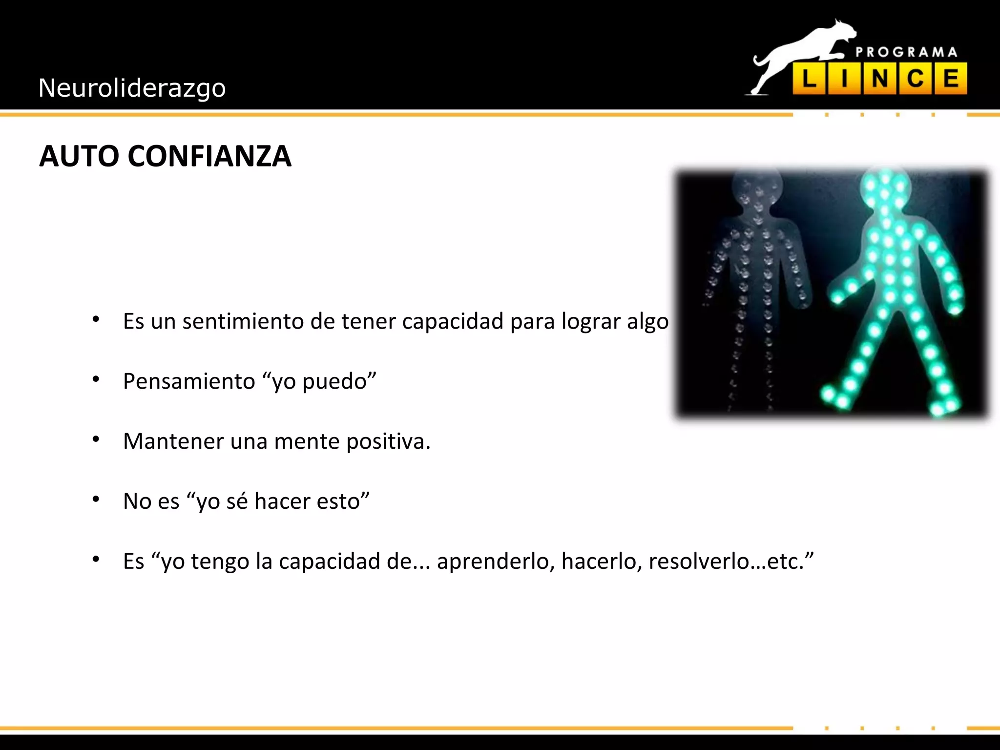 PROGRAMA
LINCE
Neuroliderazgo
AUTO CONFIANZA
• Es un sentimiento de tener capacidad para lograr algo
• Pensamiento “yo puedo”
• Mantener una mente positiva.
• No es “yo sé hacer esto”
• Es “yo tengo la capacidad de... aprenderlo, hacerlo, resolverlo…etc.”